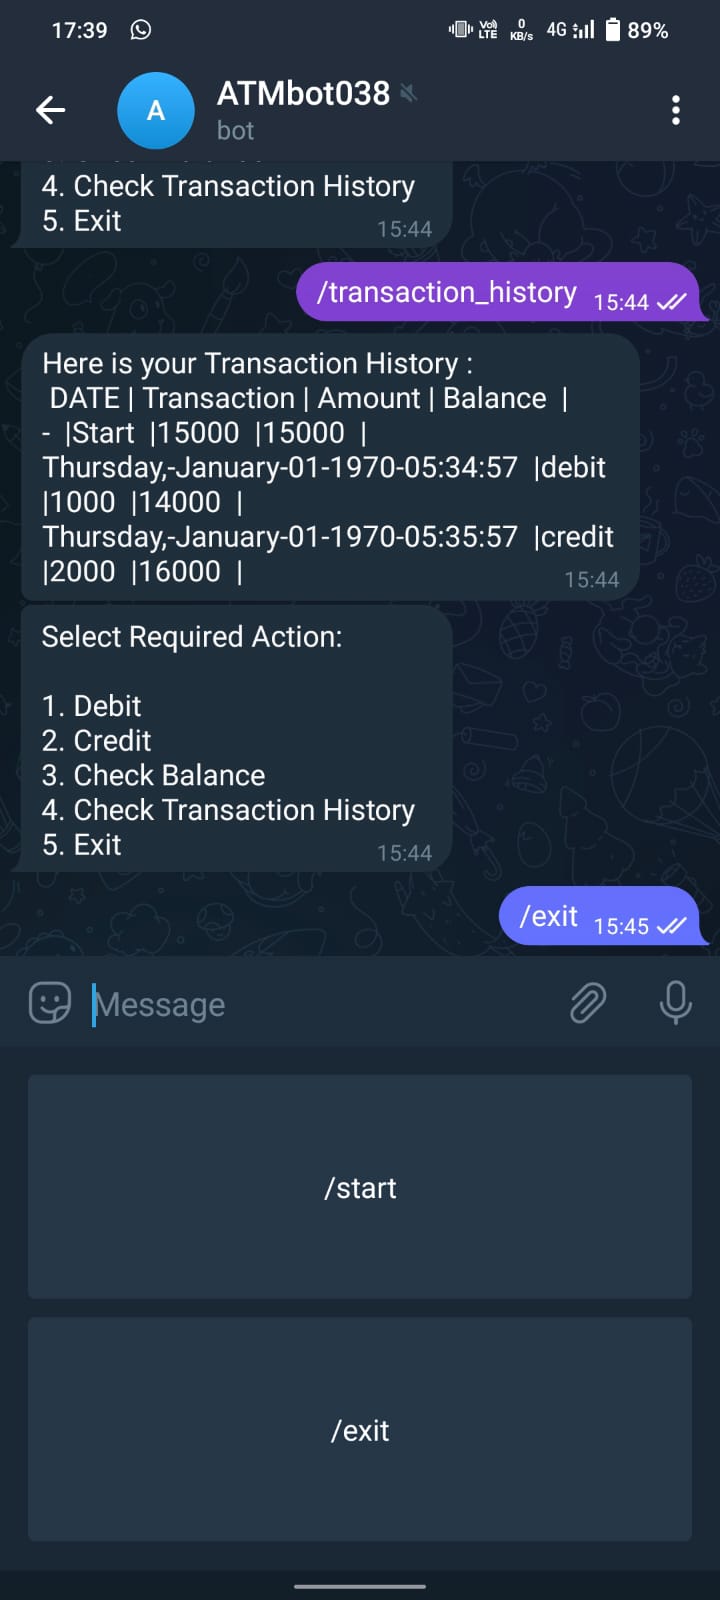 17:39 Vo) LTE 0 KB/s 4G 89%
A
ATMbot038
bot
4. Check Transaction History
5. Exit 15:44
/transaction_history 15:44
Here is your Transaction History :
DATE | Transaction | Amount | Balance |
- |Start |15000 |15000 |
Thursday,-January-01-1970-05:34:57 |debit
|1000 |14000 |
Thursday,-January-01-1970-05:35:57 |credit
|2000 |16000 | 15:44
Select Required Action:
1. Debit
2. Credit
3. Check Balance
4. Check Transaction History
5. Exit 15:44
/exit 15:45
Message
/start
/exit